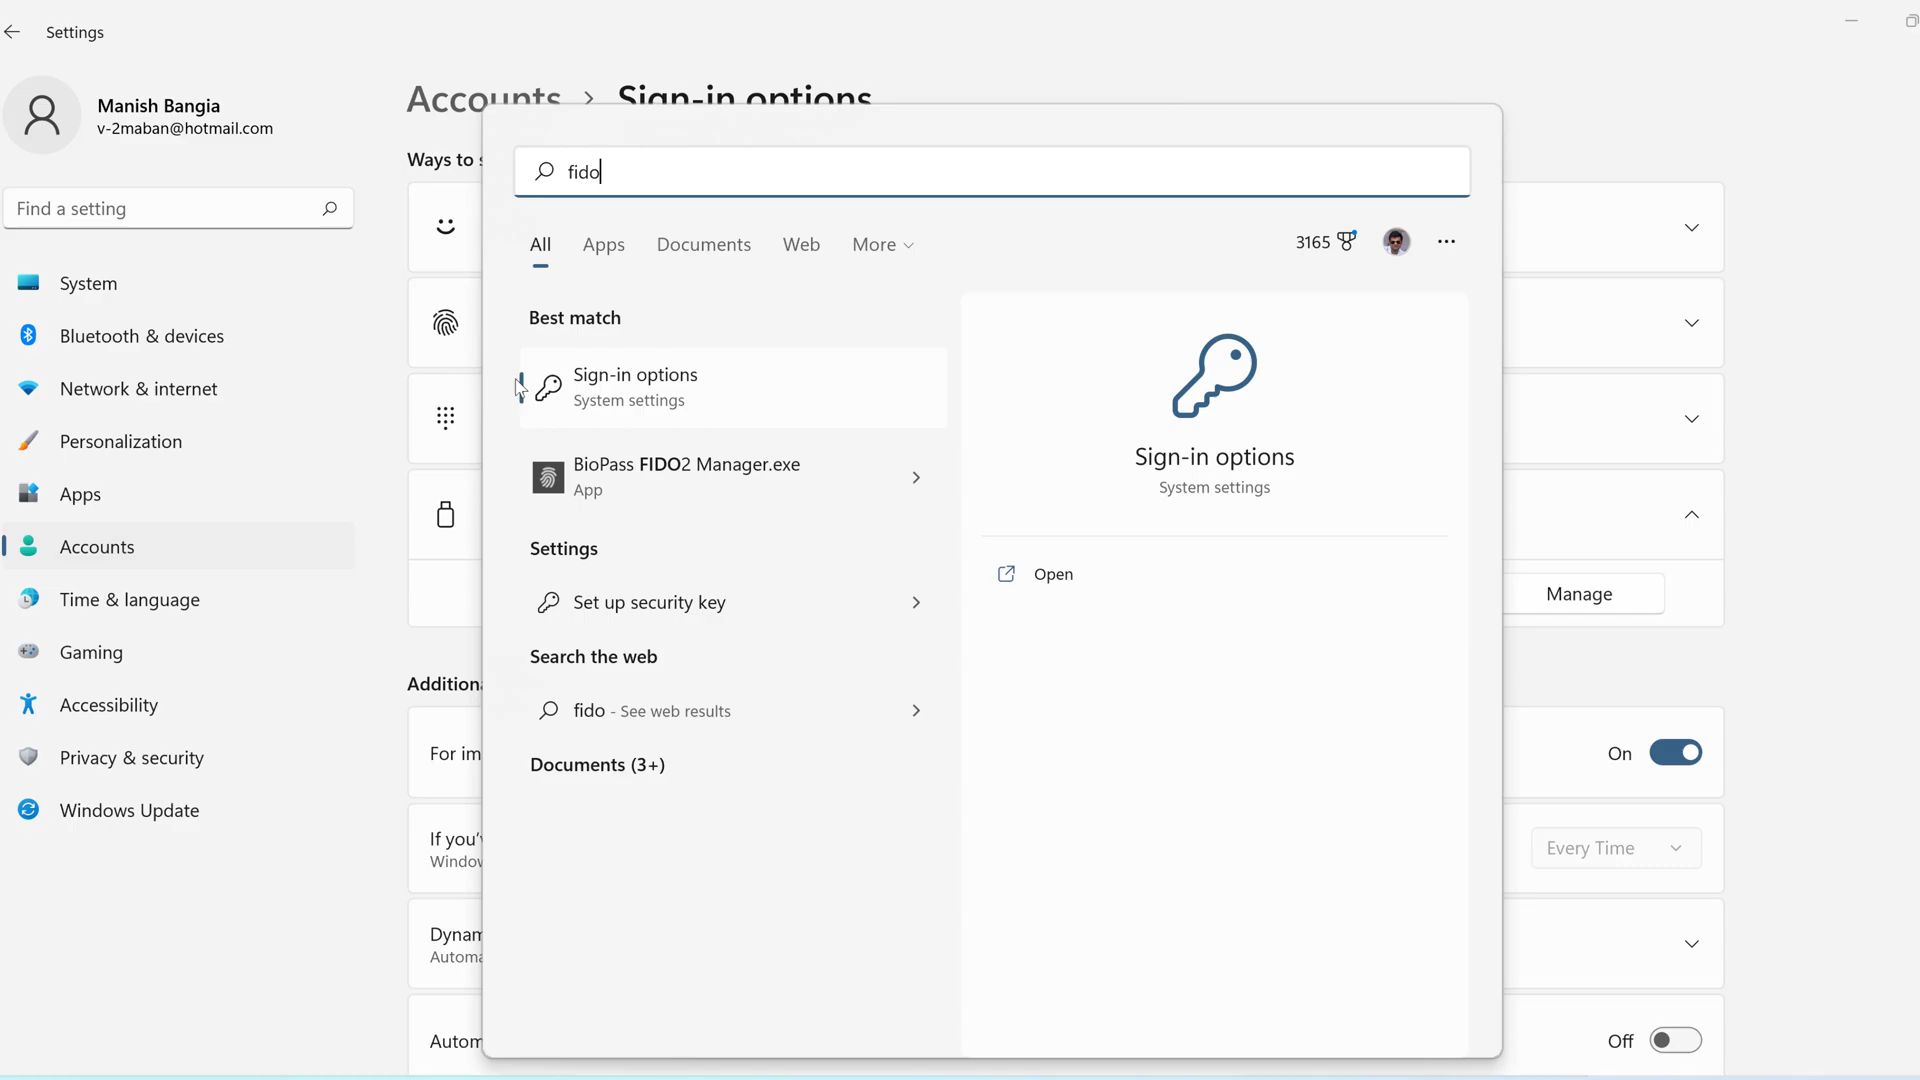 Settings
Manish Bangia
v-2maban@hotmail.com
Find a setting
System
Bluetooth & devices
Network & internet
Personalization
Apps
Accounts
Time & language
Gaming
Accessibility
Privacy & security
Windows Update
Accounts > Sign-in options
Ways to
fido
All Apps Documents Web More
3165
Best match
Sign-in options
System settings
BioPass FIDO2 Manager.exe
App
Settings
Set up security key
Search the web
fido - See web results
Documents (3+)
Sign-in options
System settings
Open
Manage
Additiona
For im
On
If you'
Window
Every Time
Dynam
Automa
Autom
Off